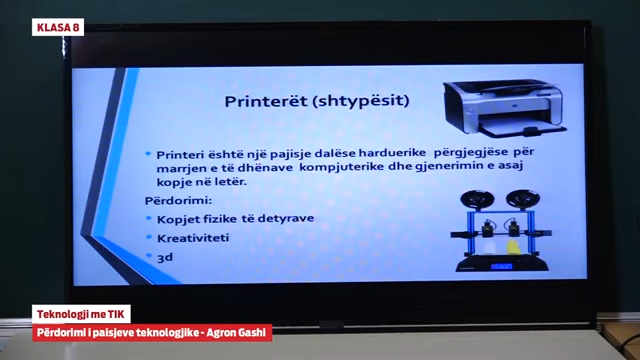 KLASA 8
Printerët (shtypësit)
Printeri është një pajisje dalëse harduerike përgjegjëse për
marrjen e të dhënave kompjuterike dhe gjenerimin e asaj
kopje në letër.
Përdorimi:
Kopjet fizike të detyrave
Kreativiteti
3d
Teknologji me TIK
Përdorimi i paisjeve teknologjike - Agron Gashi